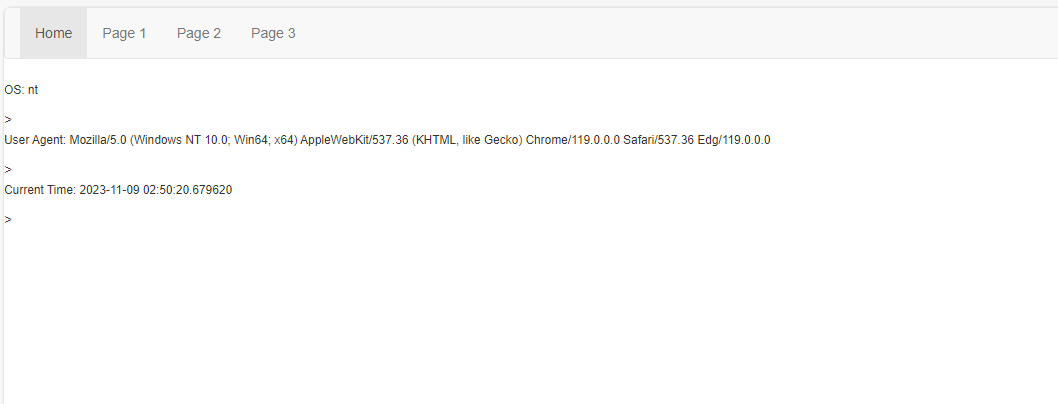 Home Page 1 Page 2 Page 3
OS: nt
>
User Agent: Mozilla/5.0 (Windows NT 10.0; Win64; x64) AppleWebKit/537.36 (KHTML, like Gecko) Chrome/119.0.0.0 Safari/537.36 Edg/119.0.0.0
>
Current Time: 2023-11-09 02:50:20.679620
>